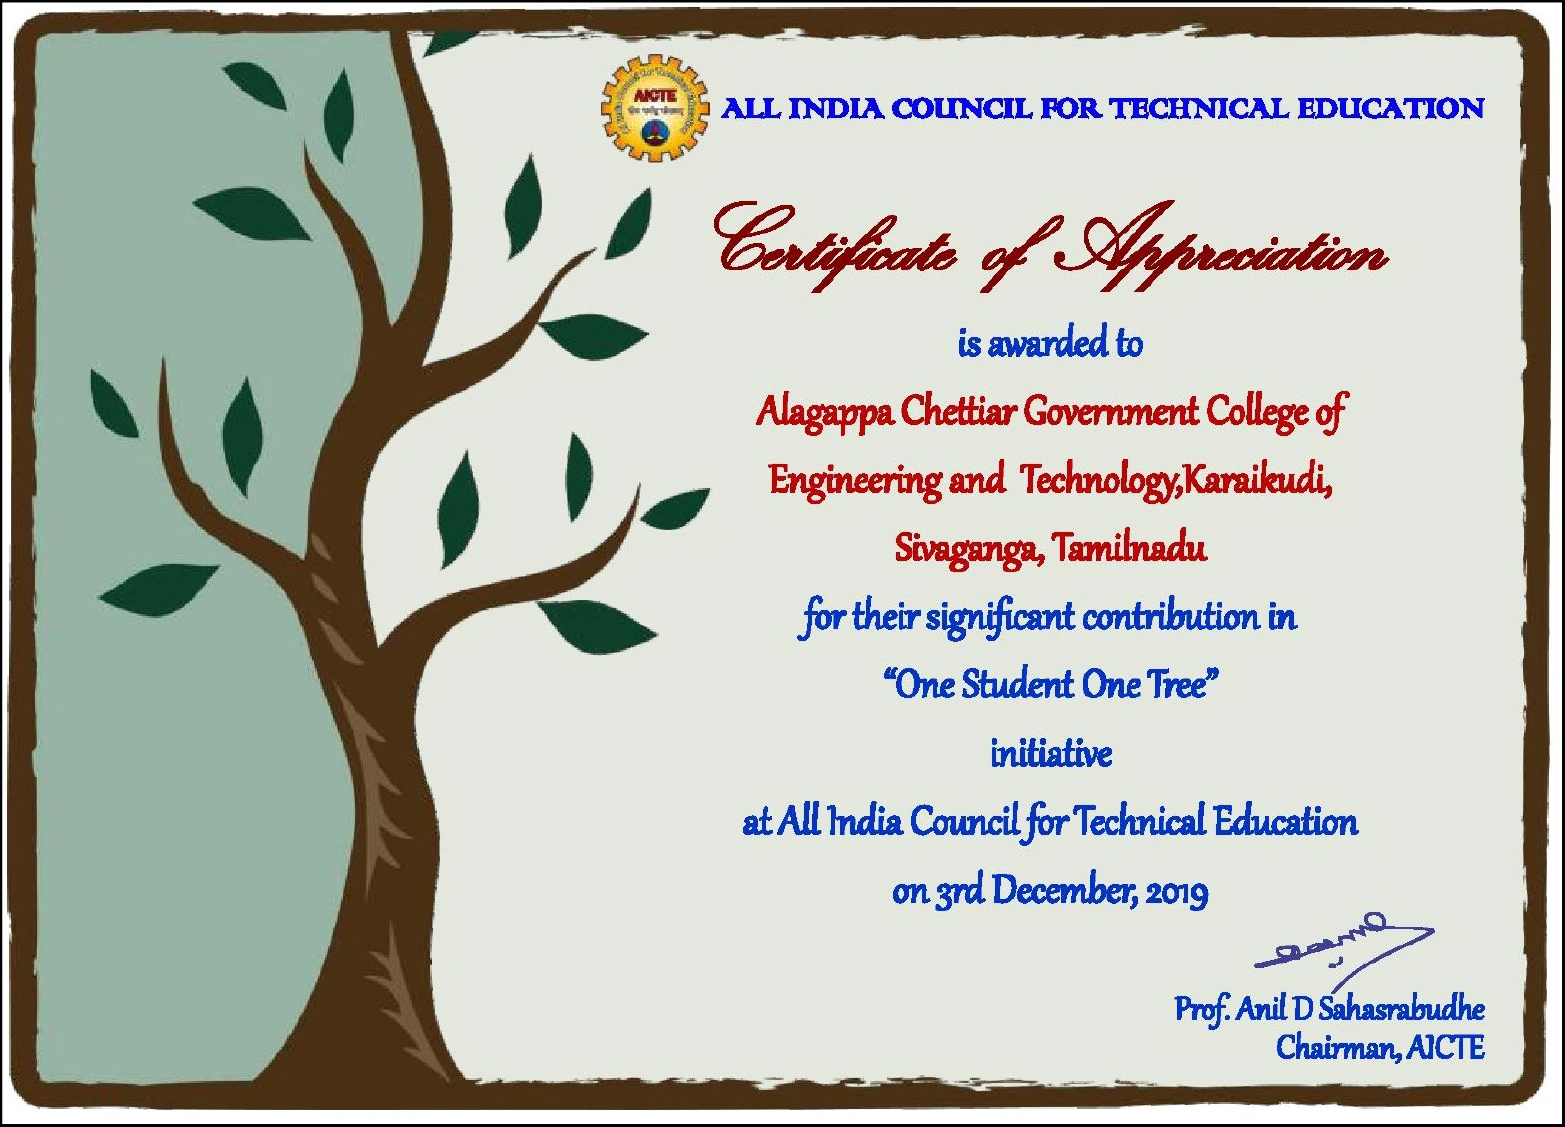 AICTE
ALL INDIA COUNCIL FOR TECHNICAL EDUCATION
Certificate of Appreciation
is awarded to
Alagappa Chettiar Government College of
Engineering and Technology,Karaikudi,
Sivaganga, Tamilnadu
for their significant contribution in
“One Student One Tree”
initiative
at All India Council for Technical Education
on 3rd December, 2019
Prof. Anil D Sahasrabudhe
Chairman, AICTE